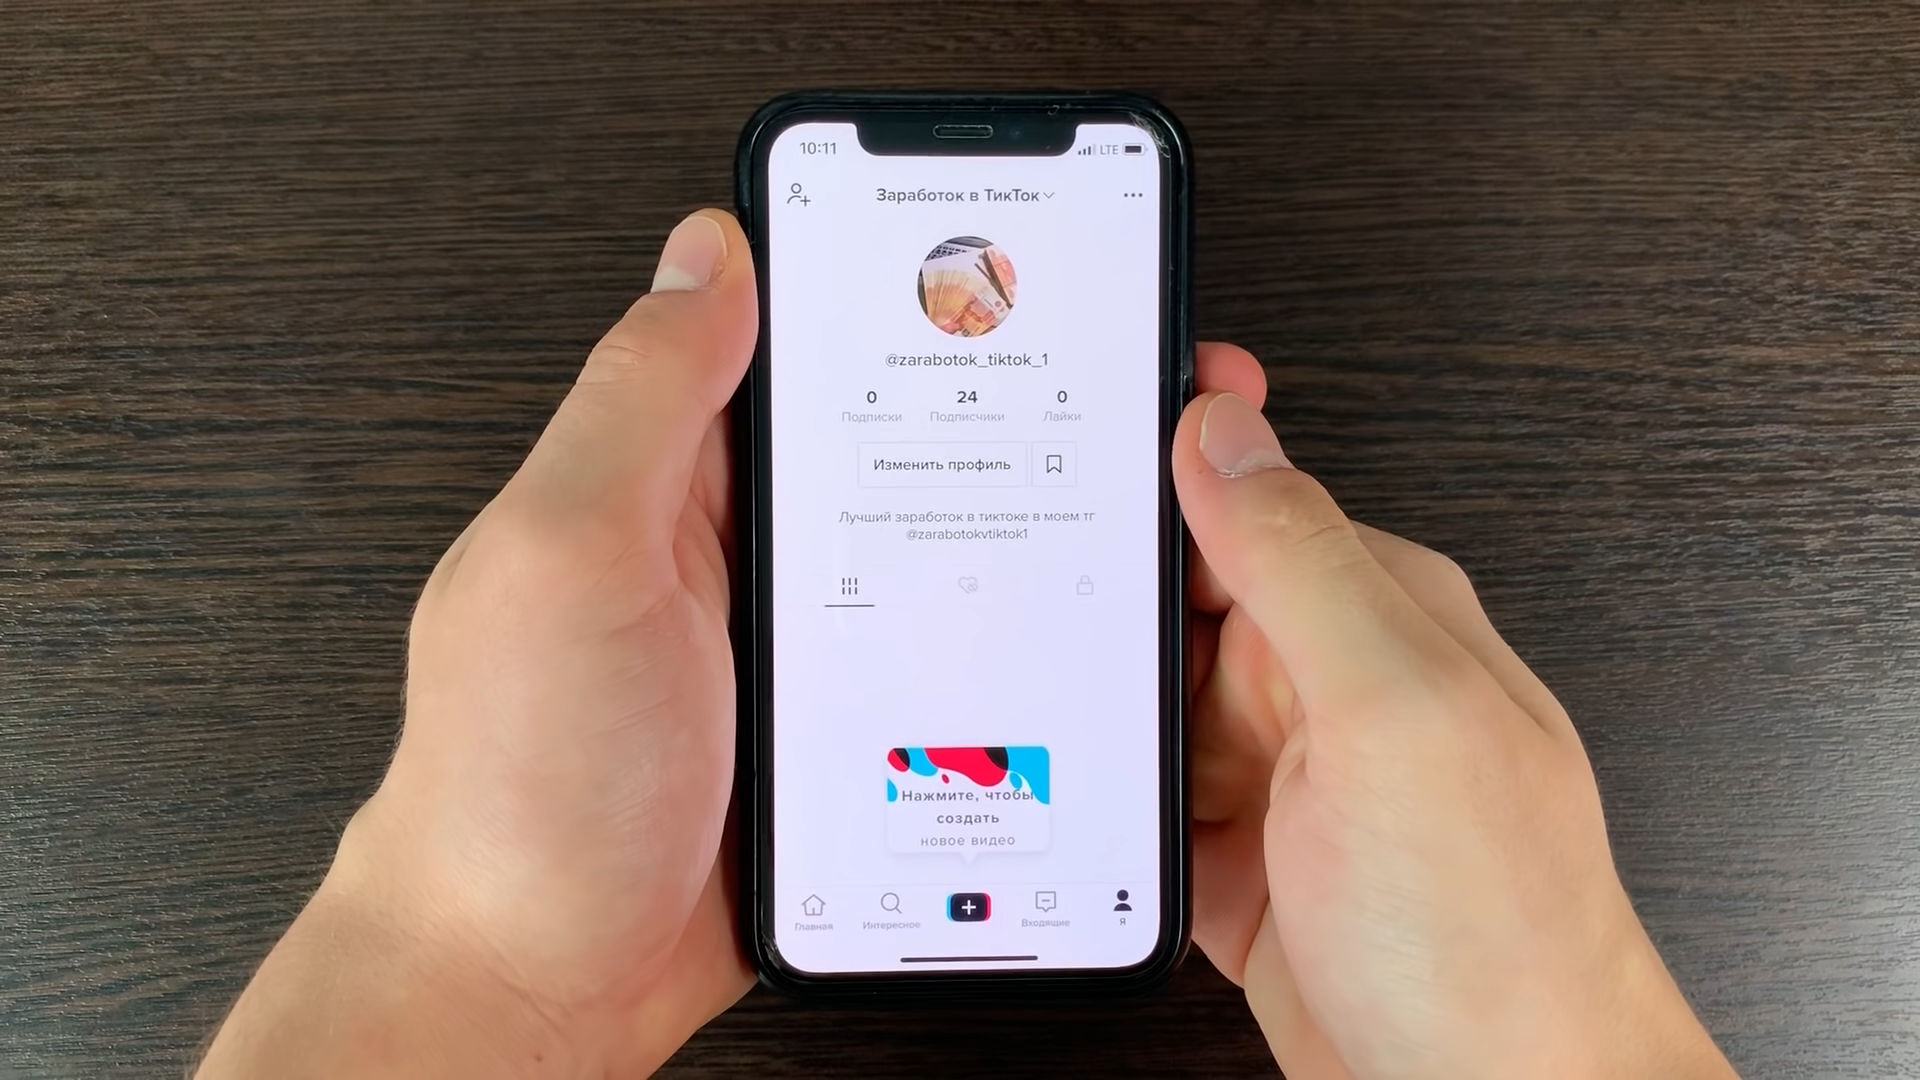 10:11
LTE
Заработок в ТикТок
@zarabotok_tiktok_1
0 24 0
Подписки Подписчики Лайки
Изменить профиль
Лучший заработок в тиктоке в моем тг
@zarabotokvtiktok1
Нажмите, чтобы
создать
новое видео
Главная Интересное Входящие Я